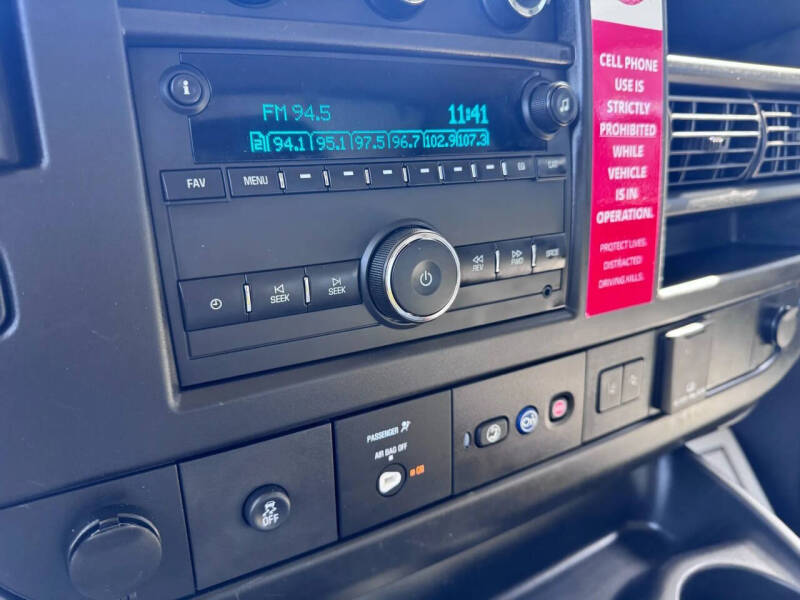 FM 94.5 11:41
2 94.1 95.1 97.5 96.7 102.9 107.3
i
FAV MENU
SEEK SEEK
REV FWD
CELL PHONE
USE IS
STRICTLY
PROHIBITED
WHILE
VEHICLE
IS IN
OPERATION.
PROTECT LIVES.
DISTRACTED
DRIVING KILLS.
OFF
PASSENGER
AIR BAG OFF
ON